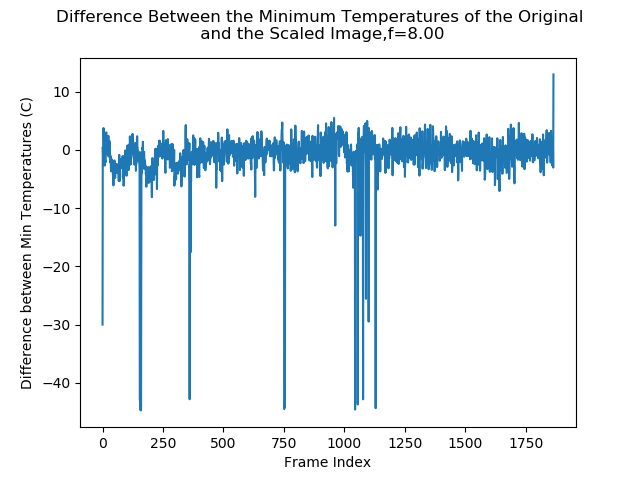 Difference Between the Minimum Temperatures of the Original
and the Scaled Image,f=8.00
Difference between Min Temperatures (C)
10
0
−10
−20
−30
−40
0 250 500 750 1000 1250 1500 1750
Frame Index